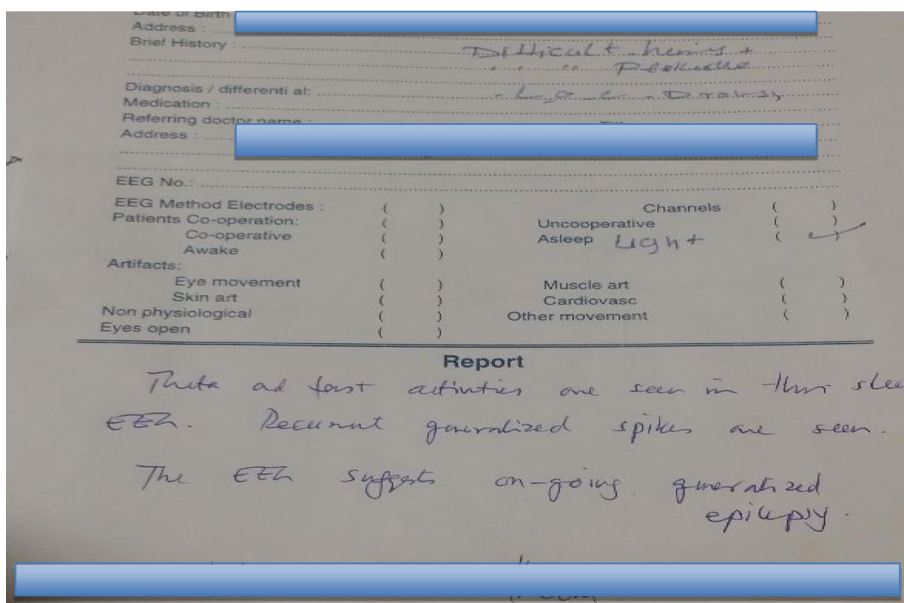 Date of Birth
Address :
Brief History : Difficult hearing +
Diagnosis / differenti al: Drowsy
Medication :
Referring doctor name :
Address :
EEG No.:
EEG Method Electrodes : ( ) Channels ( )
Patients Co-operation: ( ) Uncooperative ( )
Co-operative ( ) Asleep Light ( ✓ )
Awake ( )
Artifacts:
Eye movement ( ) Muscle art ( )
Skin art ( ) Cardiovasc ( )
Non physiological ( ) Other movement ( )
Eyes open ( )
Report
Theta ad fast activities are seen in this slee
EEG. Recurrent generalized spikes are seen.
The EEG suggests on-going generalized
epilepsy.